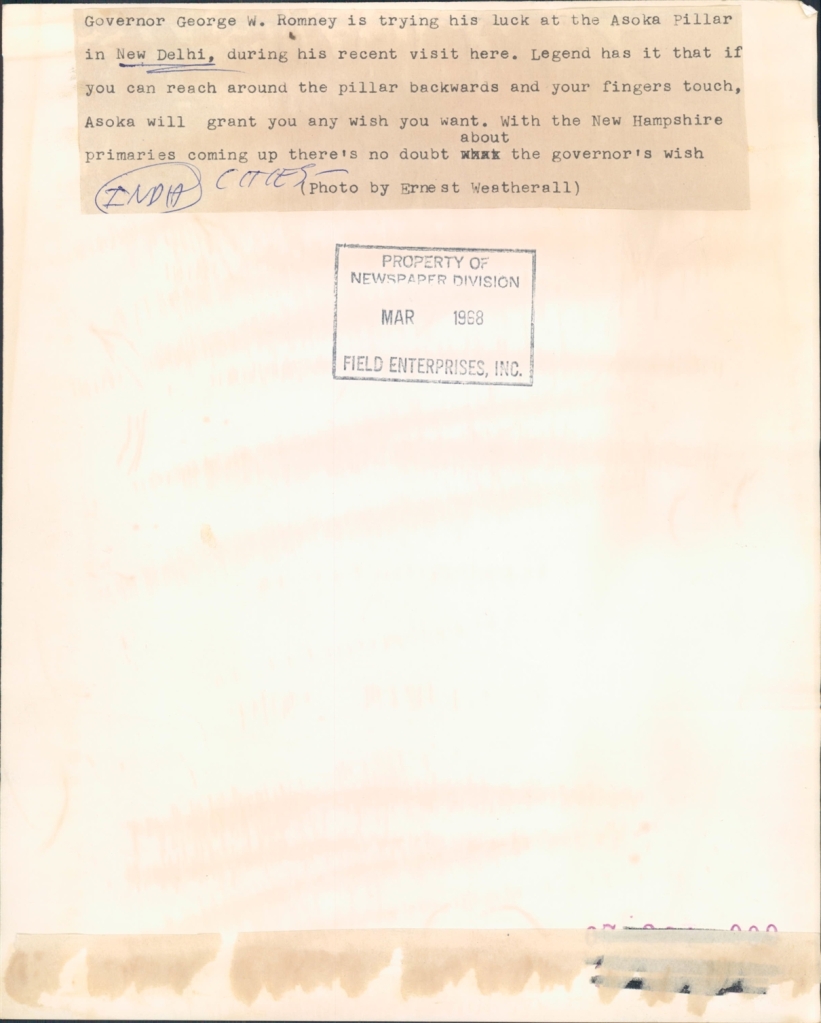 Governor George W. Romney is trying his luck at the Asoka Pillar
in New Delhi, during his recent visit here. Legend has it that if
you can reach around the pillar backwards and your fingers touch,
Asoka will grant you any wish you want. With the New Hampshire
about
primaries coming up there's no doubt the governor's wish
INDIA CITIES
(Photo by Ernest Weatherall)
PROPERTY OF
NEWSPAPER DIVISION
MAR 1968
FIELD ENTERPRISES, INC.